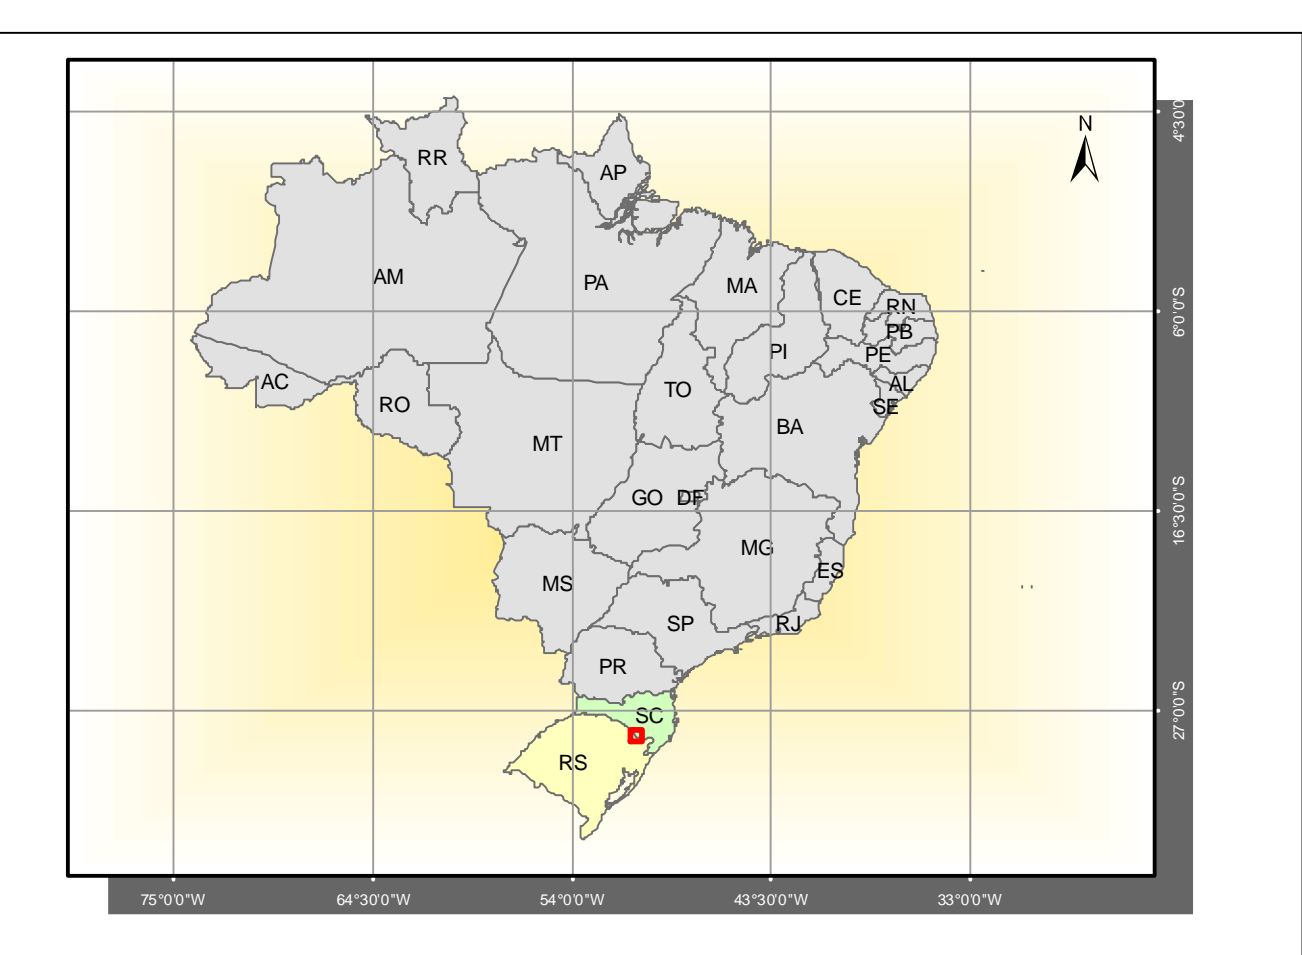 N
4°30'0
RR
AP
AM
PA
MA
CE
RN
6°0'0"S
PB
PI
PE
AC
TO
AL
RO
SE
BA
MT
GO
DF
16°30'0"S
MG
ES
MS
SP
RJ
PR
SC
27°0'0"S
RS
75°0'0"W
64°30'0"W
54°0'0"W
43°30'0"W
33°0'0"W